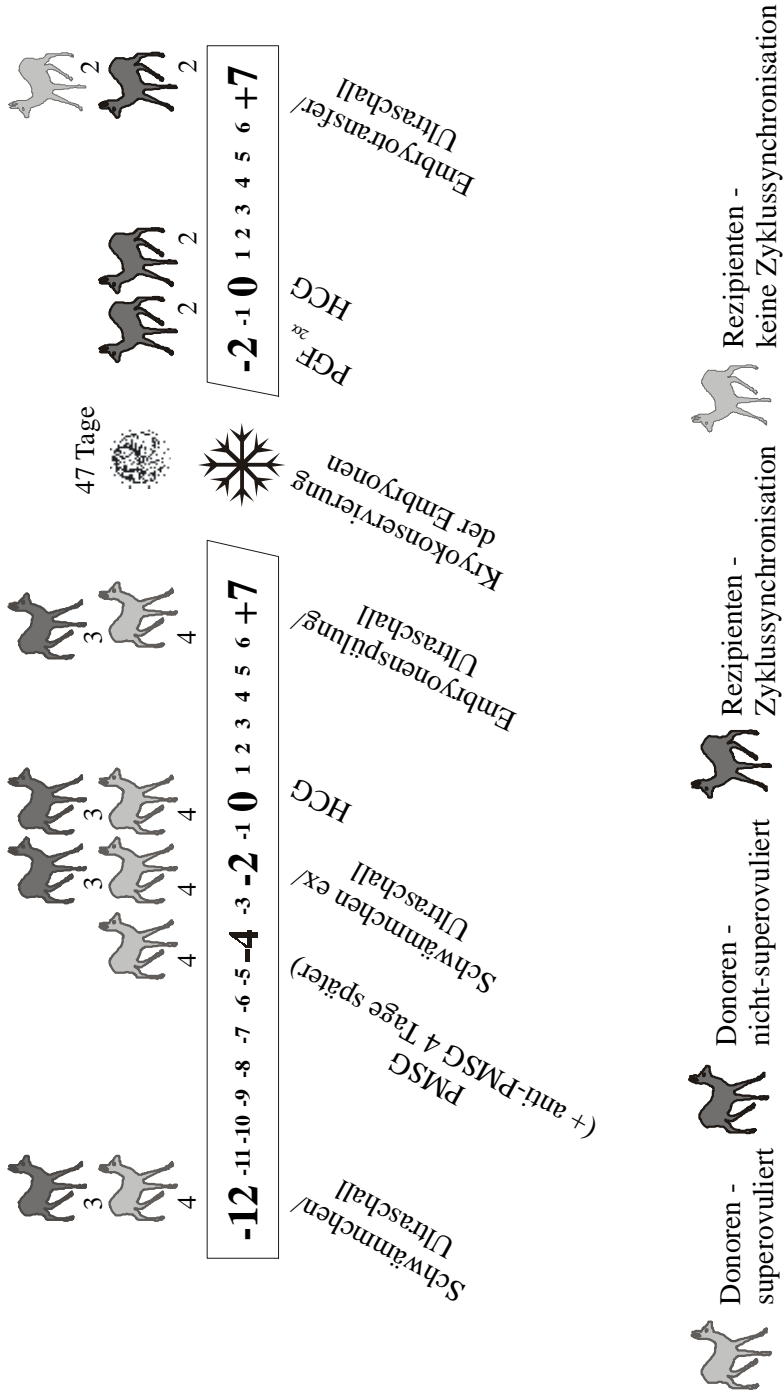 47 Tage
3
4
4
3
4
3
4
3
4
2
2
2
2
-12 -11 -10 -9 -8 -7 -6 -5 -4 -3 -2 -1 0 1 2 3 4 5 6 +7
-2 -1 0 1 2 3 4 5 6 +7
Schwämmchen/
Ultraschall
PMSG
(+ anti-PMSG 4 Tage später)
Schwämmchen ex/
Ultraschall
HCG
Embryonenspülung/
Ultraschall
Kryokonservierung
der Embryonen
PGF2α
HCG
Embryotransfer/
Ultraschall
Donoren -
superovuliert
Donoren -
nicht-superovuliert
Rezipienten -
Zyklussynchronisation
Rezipienten -
keine Zyklussynchronisation